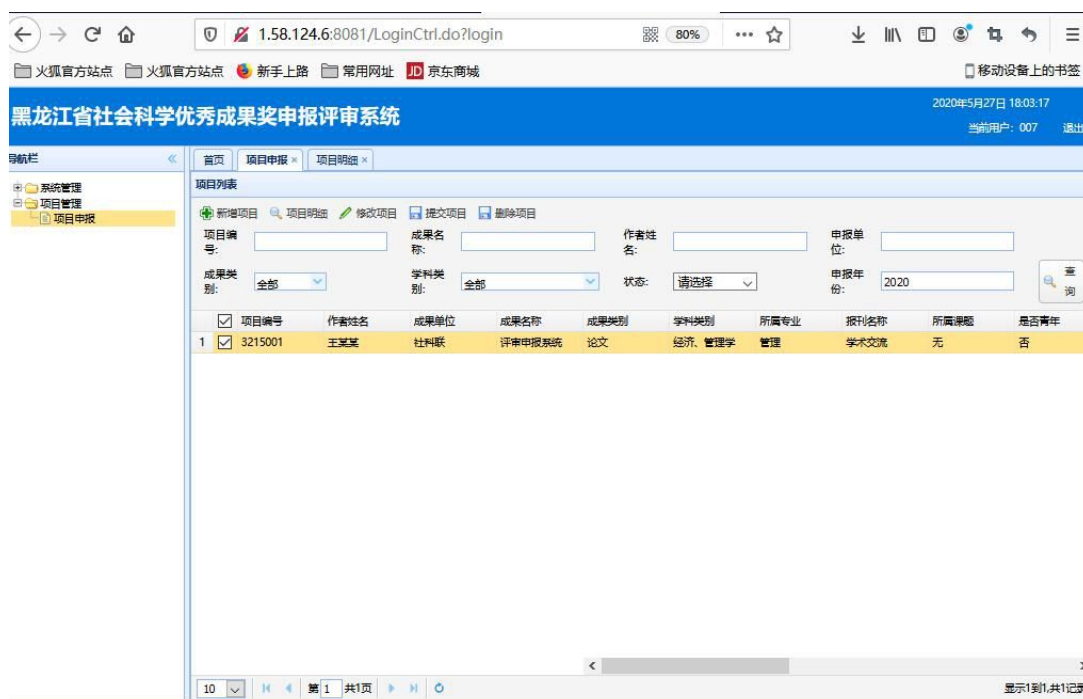 1.58.124.6:8081/LoginCtrl.do?login 80%
火狐官方站点 火狐官方站点 新手上路 常用网址 JD 京东商城 移动设备上的书签
黑龙江省社会科学优秀成果奖申报评审系统
2020年5月27日 18:03:17
当前用户：007 退出
导航栏 首页 项目申报 项目明细
系统管理
项目管理
项目申报
项目列表
新增项目 项目明细 修改项目 提交项目 删除项目
项目编号: 成果名称: 作者姓名: 申报单位:
成果类别: 全部 学科类别: 全部 状态: 请选择 申报年份: 2020 查询
项目编号 作者姓名 成果单位 成果名称 成果类别 学科类别 所属专业 报刊名称 所属课题 是否青年
1 3215001 王某某 社科联 评审申报系统 论文 经济、管理学 管理 学术交流 无 否
10 第 1 共1页 显示1到1,共1记录